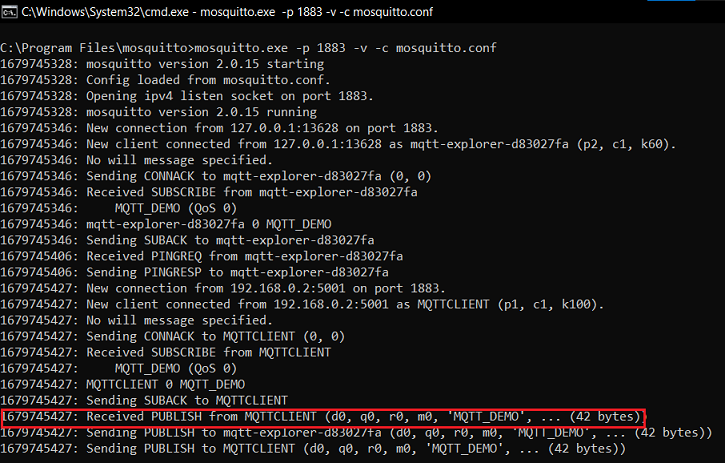 C:\Windows\System32\cmd.exe - mosquitto.exe -p 1883 -v -c mosquitto.conf
C:\Program Files\mosquitto>mosquitto.exe -p 1883 -v -c mosquitto.conf
1679745328: mosquitto version 2.0.15 starting
1679745328: Config loaded from mosquitto.conf.
1679745328: Opening ipv4 listen socket on port 1883.
1679745328: mosquitto version 2.0.15 running
1679745346: New connection from 127.0.0.1:13628 on port 1883.
1679745346: New client connected from 127.0.0.1:13628 as mqtt-explorer-d83027fa (p2, c1, k60).
1679745346: No will message specified.
1679745346: Sending CONNACK to mqtt-explorer-d83027fa (0, 0)
1679745346: Received SUBSCRIBE from mqtt-explorer-d83027fa
1679745346:     MQTT_DEMO (QoS 0)
1679745346: mqtt-explorer-d83027fa 0 MQTT_DEMO
1679745346: Sending SUBACK to mqtt-explorer-d83027fa
1679745406: Received PINGREQ from mqtt-explorer-d83027fa
1679745406: Sending PINGRESP to mqtt-explorer-d83027fa
1679745427: New connection from 192.168.0.2:5001 on port 1883.
1679745427: New client connected from 192.168.0.2:5001 as MQTTCLIENT (p1, c1, k100).
1679745427: No will message specified.
1679745427: Sending CONNACK to MQTTCLIENT (0, 0)
1679745427: Received SUBSCRIBE from MQTTCLIENT
1679745427:     MQTT_DEMO (QoS 0)
1679745427: MQTTCLIENT 0 MQTT_DEMO
1679745427: Sending SUBACK to MQTTCLIENT
1679745427: Received PUBLISH from MQTTCLIENT (d0, q0, r0, m0, 'MQTT_DEMO', ... (42 bytes))
1679745427: Sending PUBLISH to mqtt-explorer-d83027fa (d0, q0, r0, m0, 'MQTT_DEMO', ... (42 bytes))
1679745427: Sending PUBLISH to MQTTCLIENT (d0, q0, r0, m0, 'MQTT_DEMO', ... (42 bytes))